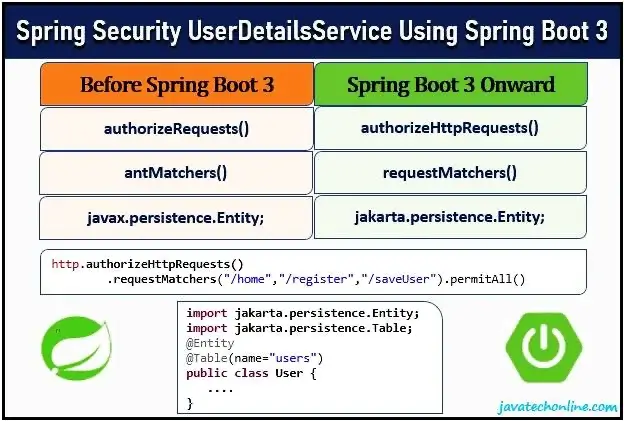 Spring Security UserDetailsService Using Spring Boot 3
Before Spring Boot 3
Spring Boot 3 Onward
authorizeRequests()
authorizeHttpRequests()
antMatchers()
requestMatchers()
javax.persistence.Entity;
jakarta.persistence.Entity;
http.authorizeHttpRequests()
.requestMatchers("/home","/register","/saveUser").permitAll()
import jakarta.persistence.Entity;
import jakarta.persistence.Table;
@Entity
@Table(name="users")
public class User {
....
}
javatechonline.com